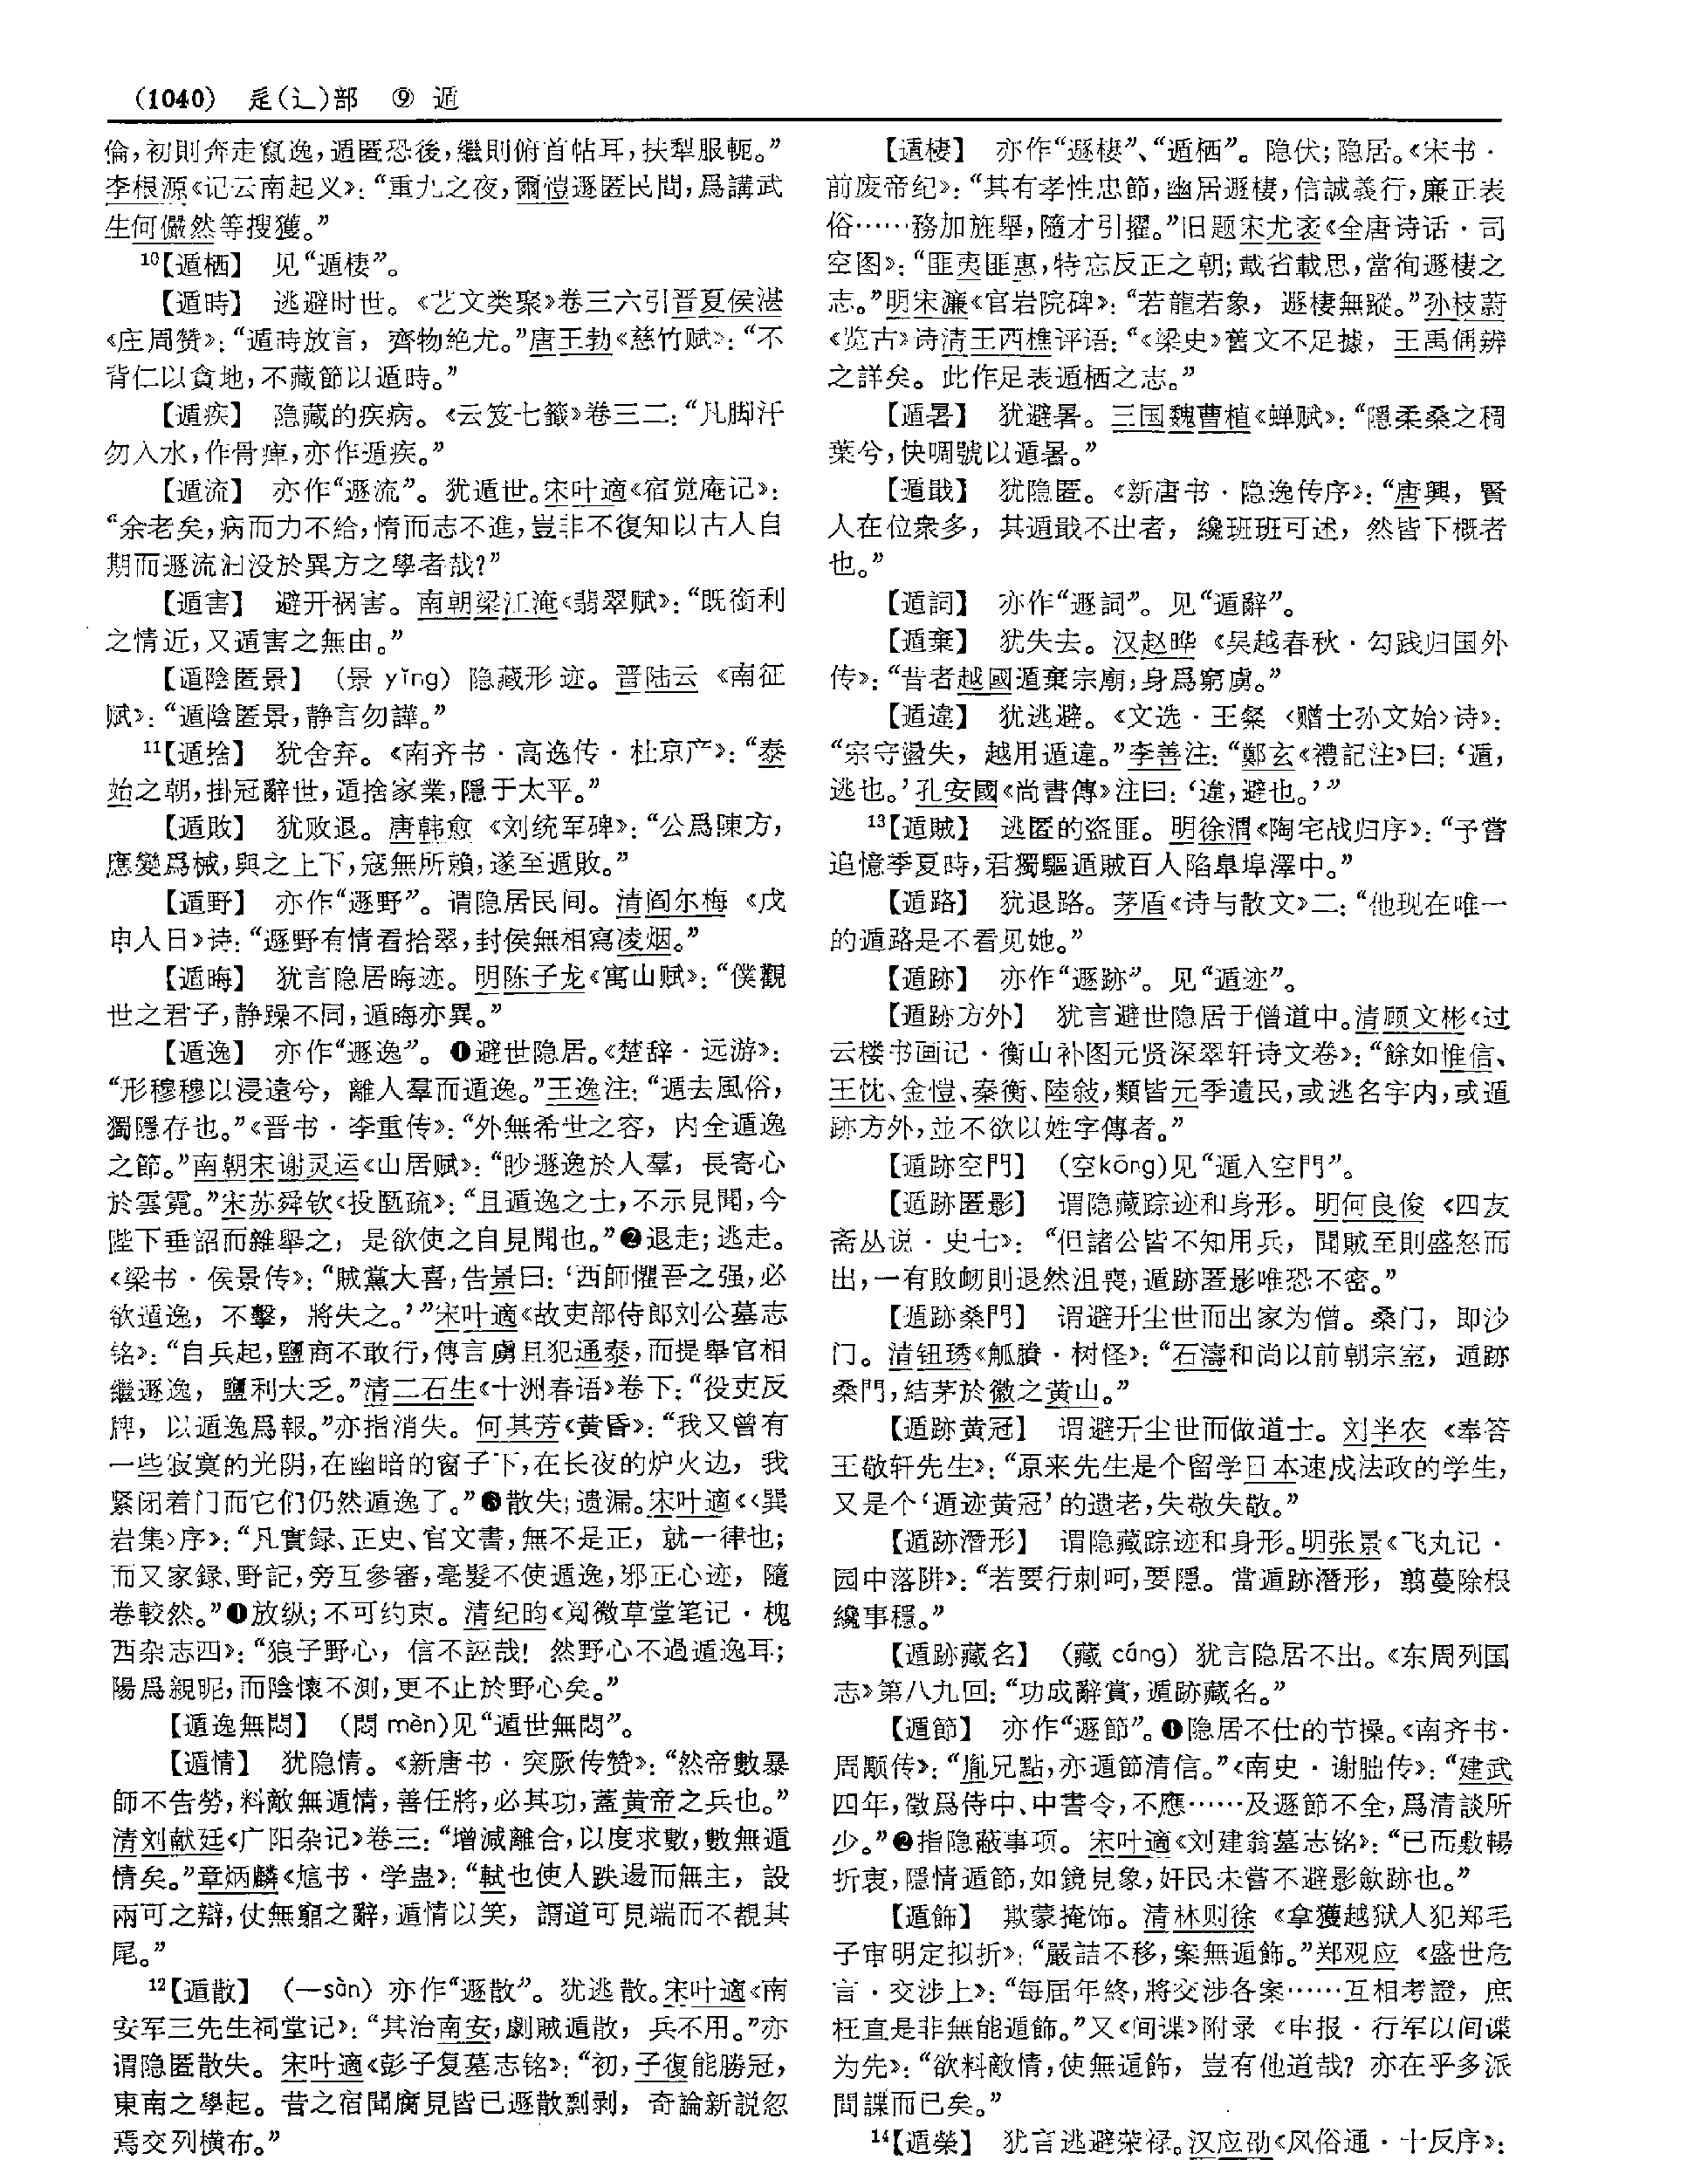 (1040) 辵(辶)部 ⑨ 遁
倫,初則奔走竄逸,遁匿恐後,繼則俯首帖耳,扶犁服軛。”
李根源《记云南起义》:“重九之夜,爾愷遯匿民間,爲講武
生何儼然等搜獲。”
10【遁栖】 见“遁棲”。
【遁時】 逃避时世。《艺文类聚》卷三六引晋夏侯湛
《庄周赞》:“遁時放言,齊物絶尤。”唐王勃《慈竹赋》:“不
背仁以貪地,不藏節以遁時。”
【遁疾】 隐藏的疾病。《云笈七籤》卷三二:“凡脚汗
勿入水,作骨痺,亦作遁疾。”
【遁流】 亦作“遯流”。犹遁世。宋叶適《宿觉庵记》:
“余老矣,病而力不给,惰而志不進,豈非不復知以古人自
期而遯流汩没於異方之學者哉?”
【遁害】 避开祸害。南朝梁江淹《翡翠赋》:“既銜利
之情近,又遁害之無由。”
【遁陰匿景】 (景 yǐng) 隐藏形迹。晋陆云《南征
赋》:“遁陰匿景,静言勿譁。”
11【遁捨】 犹舍弃。《南齐书·高逸传·杜京产》:“泰
始之朝,掛冠辭世,遁捨家業,隱于太平。”
【遁敗】 犹败退。唐韩愈《刘统军碑》:“公爲陳方,
應變爲械,與之上下,寇無所賴,遂至遁敗。”
【遁野】 亦作“遯野”。谓隐居民间。清阎尔梅《戊
申人日》诗:“遯野有情看拾翠,封侯無相寫凌烟。”
【遁晦】 犹言隐居晦迹。明陈子龙《寓山赋》:“僕觀
世之君子,静躁不同,遁晦亦異。”
【遁逸】 亦作“遯逸”。❶避世隐居。《楚辞·远游》:
“形穆穆以浸遠兮,離人羣而遁逸。”王逸注:“遁去風俗,
獨隱存也。”《晋书·李重传》:“外無希世之容,内全遁逸
之節。”南朝宋谢灵运《山居赋》:“眇遯逸於人羣,長寄心
於雲霓。”宋苏舜钦《投匭疏》:“且遁逸之士,不示見聞,今
陛下垂詔而雜舉之,是欲使之自見聞也。”❷退走;逃走。
《梁书·侯景传》:“賊黨大喜,告景曰:‘西師懼吾之强,必
欲遁逸,不擊,將失之。’”宋叶適《故吏部侍郎刘公墓志
铭》:“自兵起,鹽商不敢行,傳言虜且犯通泰,而提舉官相
繼遯逸,鹽利大乏。”清二石生《十洲春语》卷下:“役吏反
牌,以遁逸爲報。”亦指消失。何其芳《黄昏》:“我又曾有
一些寂寞的光阴,在幽暗的窗子下,在长夜的炉火边,我
紧闭着门而它们仍然遁逸了。”❸散失;遗漏。宋叶適《〈巽
岩集〉序》:“凡實録、正史、官文書,無不是正,就一律也;
而又家録、野記,旁互參審,毫髮不使遁逸,邪正心迹,隨
卷較然。”❹放纵;不可约束。清纪昀《阅微草堂笔记·槐
西杂志四》:“狼子野心,信不誣哉! 然野心不過遁逸耳;
陽爲親昵,而陰懷不測,更不止於野心矣。”
【遁逸無悶】 (悶 mèn)见“遁世無悶”。
【遁情】 犹隐情。《新唐书·突厥传赞》:“然帝數暴
師不告勞,料敵無遁情,善任將,必其功,蓋黄帝之兵也。”
清刘献廷《广阳杂记》卷三:“增減離合,以度求數,數無遁
情矣。”章炳麟《訄书·学蛊》:“軾也使人跌逷而無主,設
兩可之辯,仗無窮之辭,遁情以笑,謂道可見端而不覩其
尾。”
12【遁散】 (—sàn) 亦作“遯散”。犹逃散。宋叶適《南
安军三先生祠堂记》:“其治南安,劇賊遁散,兵不用。”亦
谓隐匿散失。宋叶適《彭子复墓志铭》:“初,子復能勝冠,
東南之學起。昔之宿聞腐見皆已遯散剽剥,奇論新説忽
焉交列横布。”
【遁棲】 亦作“遯棲”、“遁栖”。隐伏;隐居。《宋书·
前废帝纪》:“其有孝性忠節,幽居遯棲,信誠義行,廉正表
俗……務加旌舉,隨才引擢。”旧题宋尤袤《全唐诗话·司
空图》:“匪夷匪惠,特忘反正之朝;載省載思,當徇遯棲之
志。”明宋濂《官岩院碑》:“若龍若象,遯棲無蹤。”孙枝蔚
《览古》诗清王西樵评语:“《梁史》舊文不足據,王禹偁辨
之詳矣。此作足表遁栖之志。”
【遁暑】 犹避暑。三国魏曹植《蝉赋》:“隱柔桑之稠
葉兮,快啁號以遁暑。”
【遁戢】 犹隐匿。《新唐书·隐逸传序》:“唐興,賢
人在位衆多,其遁戢不出者,纔班班可述,然皆下概者
也。”
【遁詞】 亦作“遯詞”。见“遁辭”。
【遁棄】 犹失去。汉赵晔《吴越春秋·勾践归国外
传》:“昔者越國遁棄宗廟,身爲窮虜。”
【遁違】 犹逃避。《文选·王粲〈赠士孙文始〉诗》:
“宗守盪失,越用遁違。”李善注:“鄭玄《禮記注》曰:‘遁,
逃也。’孔安國《尚書傳》注曰:‘違,避也。’”
13【遁賊】 逃匿的盗匪。明徐渭《陶宅战归序》:“予嘗
追憶季夏時,君獨驅遁賊百人陷皐埠澤中。”
【遁路】 犹退路。茅盾《诗与散文》二:“他现在唯一
的遁路是不看见她。”
【遁跡】 亦作“遯跡”。见“遁迹”。
【遁跡方外】 犹言避世隐居于僧道中。清顾文彬《过
云楼书画记·衡山补图元贤深翠轩诗文卷》:“餘如惟信、
王忱、金愷、秦衡、陸敍,類皆元季遺民,或逃名宇内,或遁
跡方外,並不欲以姓字傳者。”
【遁跡空門】 (空kōng)见“遁入空門”。
【遁跡匿影】 谓隐藏踪迹和身形。明何良俊《四友
斋丛说·史七》:“但諸公皆不知用兵,聞賊至則盛怒而
出,一有敗衂則退然沮喪,遁跡匿影唯恐不密。”
【遁跡桑門】 谓避开尘世而出家为僧。桑门,即沙
门。清钮琇《觚賸·树怪》:“石濤和尚以前朝宗室,遁跡
桑門,結茅於徽之黄山。”
【遁跡黄冠】 谓避开尘世而做道士。刘半农《奉答
王敬轩先生》:“原来先生是个留学日本速成法政的学生,
又是个‘遁迹黄冠’的遗老,失敬失敬。”
【遁跡潛形】 谓隐藏踪迹和身形。明张景《飞丸记·
园中落阱》:“若要行刺呵,要隱。當遁跡潛形,翦蔓除根
纔事穩。”
【遁跡藏名】 (藏 cáng) 犹言隐居不出。《东周列国
志》第八九回:“功成辭賞,遁跡藏名。”
【遁節】 亦作“遯節”。❶隐居不仕的节操。《南齐书·
周颙传》:“胤兄點,亦遁節清信。”《南史·谢朏传》:“建武
四年,徵爲侍中、中書令,不應……及遯節不全,爲清談所
少。”❷指隐蔽事项。宋叶適《刘建翁墓志铭》:“已而敷暢
折衷,隱情遁節,如鏡見象,奸民未嘗不避影斂跡也。”
【遁飾】 欺蒙掩饰。清林则徐《拿獲越狱人犯郑毛
子审明定拟折》:“嚴詰不移,案無遁飾。”郑观应《盛世危
言·交涉上》:“每届年終,將交涉各案……互相考證,庶
枉直是非無能遁飾。”又《间谍》附录《申报·行军以间谍
为先》:“欲料敵情,使無遁飾,豈有他道哉? 亦在乎多派
間諜而已矣。”
14【遁榮】 犹言逃避荣禄。汉应劭《风俗通·十反序》: